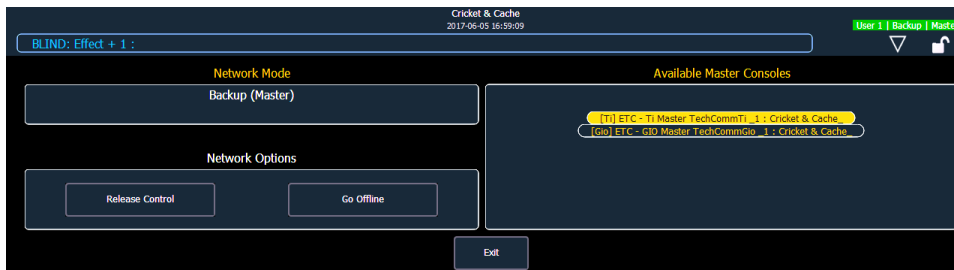 Cricket & Cache
2017-06-05 16:59:09
User 1 | Backup | Maste
BLIND: Effect + 1 :
Network Mode
Backup (Master)
Network Options
Release Control
Go Offline
Available Master Consoles
[Ti] ETC - Ti Master TechCommTi _1 : Cricket & Cache_
[Gio] ETC - GIO Master TechCommGio _1 : Cricket & Cache_
Exit